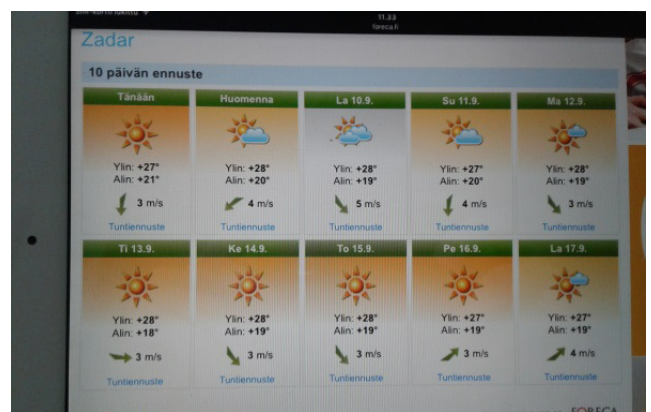 11.33
foreca.fi
Zadar
10 päivän ennuste
Tänään Huomenna La 10.9. Su 11.9. Ma 12.9.
Ylin: +27° Ylin: +28° Ylin: +28° Ylin: +27° Ylin: +28°
Alin: +21° Alin: +20° Alin: +19° Alin: +20° Alin: +19°
3 m/s 4 m/s 5 m/s 4 m/s 3 m/s
Tuntiennuste Tuntiennuste Tuntiennuste Tuntiennuste Tuntiennuste
Ti 13.9. Ke 14.9. To 15.9. Pe 16.9. La 17.9.
Ylin: +28° Ylin: +28° Ylin: +28° Ylin: +27° Ylin: +27°
Alin: +18° Alin: +19° Alin: +19° Alin: +19° Alin: +19°
3 m/s 3 m/s 3 m/s 3 m/s 4 m/s
Tuntiennuste Tuntiennuste Tuntiennuste Tuntiennuste Tuntiennuste
FORECA